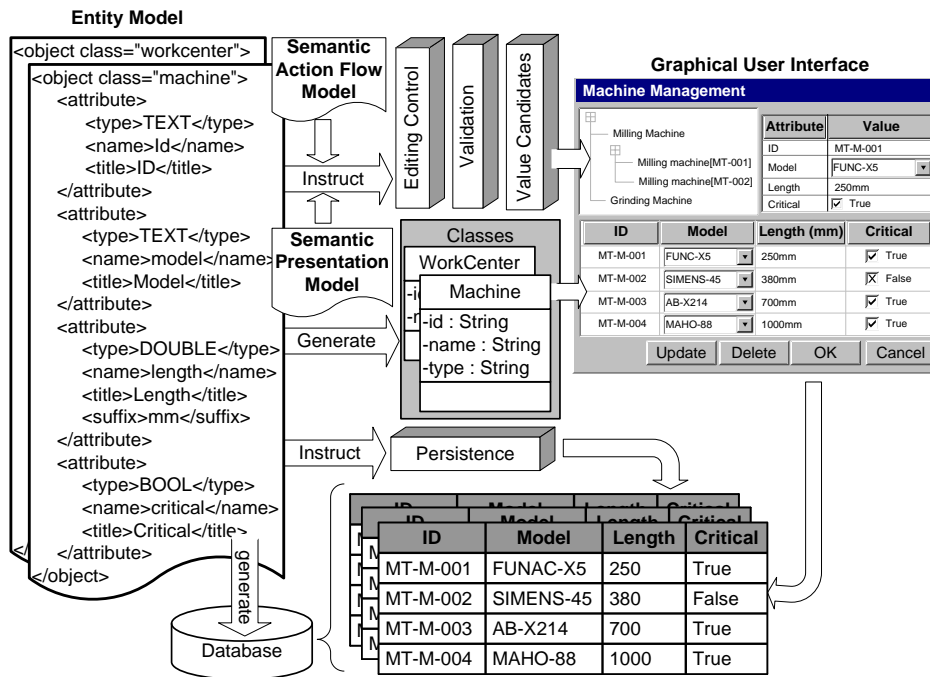 Entity Model
<object class="workcenter">
<object class="machine">
<attribute>
<type>TEXT</type>
<name>Id</name>
<title>ID</title>
</attribute>
<attribute>
<type>TEXT</type>
<name>model</name>
<title>Model</title>
</attribute>
<attribute>
<type>DOUBLE</type>
<name>length</name>
<title>Length</title>
<suffix>mm</suffix>
</attribute>
<attribute>
<type>BOOL</type>
<name>critical</name>
<title>Critical</title>
</attribute>
</object>
Semantic
Action Flow
Model
Instruct
Semantic
Presentation
Model
Generate
Instruct
generate
Database
Editing Control
Validation
Value Candidates
Classes
WorkCenter
Machine
-id : String
-name : String
-type : String
Persistence
Graphical User Interface
Machine Management
Milling Machine
Milling machine[MT-001]
Milling machine[MT-002]
Grinding Machine
Attribute Value
ID MT-M-001
Model FUNC-X5
Length 250mm
Critical True
ID Model Length (mm) Critical
MT-M-001 FUNC-X5 250mm True
MT-M-002 SIMENS-45 380mm False
MT-M-003 AB-X214 700mm True
MT-M-004 MAHO-88 1000mm True
Update Delete OK Cancel
ID Model Length Critical
ID Model Length Critical
ID Model Length Critical
MT-M-001 FUNAC-X5 250 True
MT-M-002 SIMENS-45 380 False
MT-M-003 AB-X214 700 True
MT-M-004 MAHO-88 1000 True